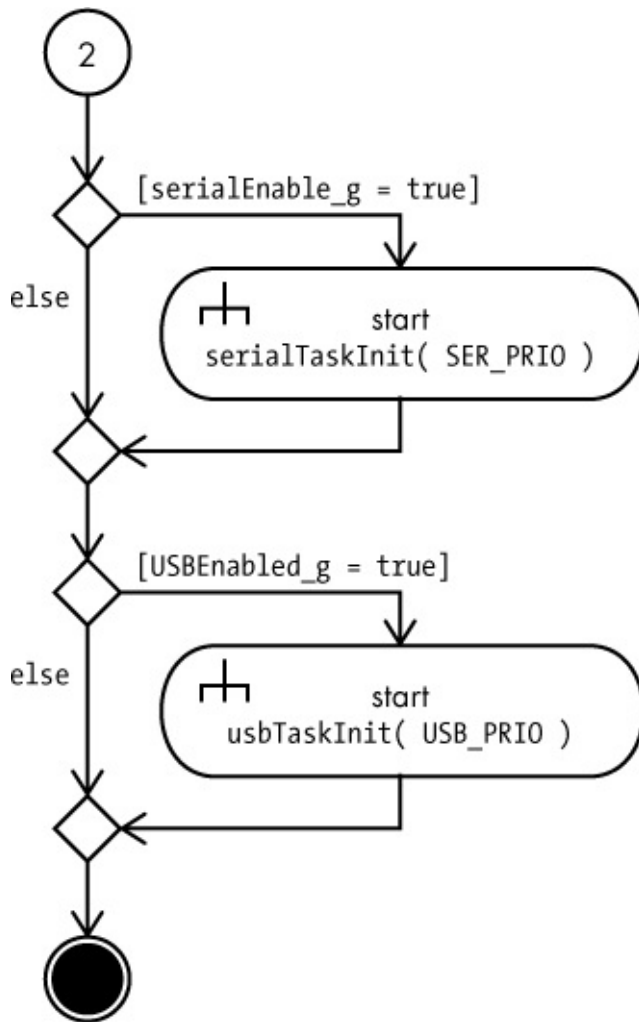 2
[serialEnable_g = true]
else
start
serialTaskInit( SER_PRIO )
[USBEnabled_g = true]
else
start
usbTaskInit( USB_PRIO )